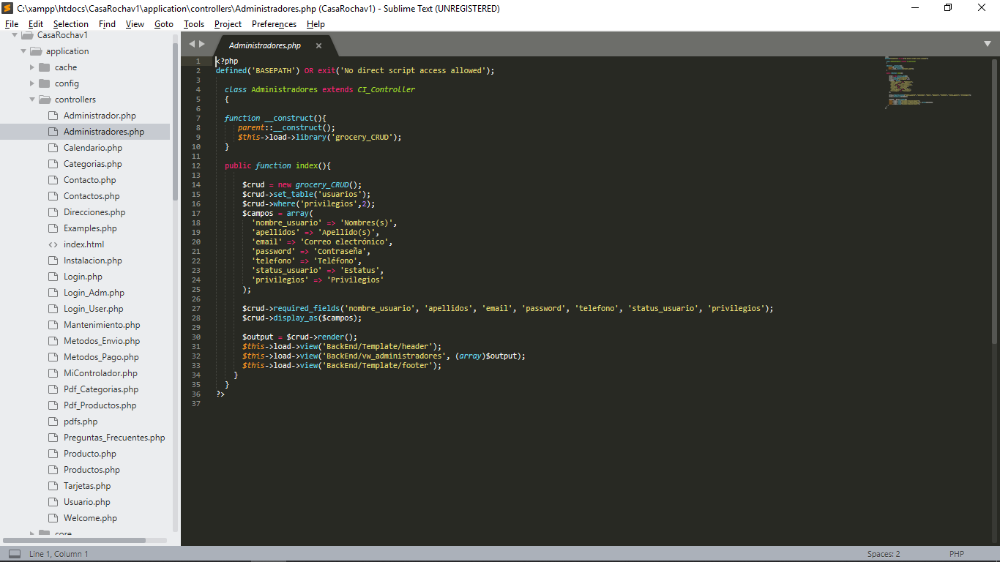 C:\xampp\htdocs\CasaRochav1\application\controllers\Administradores.php (CasaRochav1) - Sublime Text (UNREGISTERED)
File Edit Selection Find View Goto Tools Project Preferences Help
CasaRochav1
application
cache
config
controllers
Administrador.php
Administradores.php
Calendario.php
Categorias.php
Contacto.php
Contactos.php
Direcciones.php
Examples.php
<> index.html
Instalacion.php
Login.php
Login_Adm.php
Login_User.php
Mantenimiento.php
Metodos_Envio.php
Metodos_Pago.php
MiControlador.php
Pdf_Categorias.php
Pdf_Productos.php
pdfs.php
Preguntas_Frecuentes.php
Producto.php
Productos.php
Tarjetas.php
Usuario.php
Welcome.php
core
Administradores.php ×
1 <?php
2 defined('BASEPATH') OR exit('No direct script access allowed');
3
4 class Administradores extends CI_Controller
5 {
6
7 function __construct(){
8 parent::__construct();
9 $this->load->library('grocery_CRUD');
10 }
11
12 public function index(){
13
14 $crud = new grocery_CRUD();
15 $crud->set_table('usuarios');
16 $crud->where('privilegios',2);
17 $campos = array(
18 'nombre_usuario' => 'Nombres(s)',
19 'apellidos' => 'Apellido(s)',
20 'email' => 'Correo electrónico',
21 'password' => 'Contraseña',
22 'telefono' => 'Teléfono',
23 'status_usuario' => 'Estatus',
24 'privilegios' => 'Privilegios'
25 );
26
27 $crud->required_fields('nombre_usuario', 'apellidos', 'email', 'password', 'telefono', 'status_usuario', 'privilegios');
28 $crud->display_as($campos);
29
30 $output = $crud->render();
31 $this->load->view('BackEnd/Template/header');
32 $this->load->view('BackEnd/vw_administradores', (array)$output);
33 $this->load->view('BackEnd/Template/footer');
34 }
35 }
36 ?>
37
Line 1, Column 1 Spaces: 2 PHP